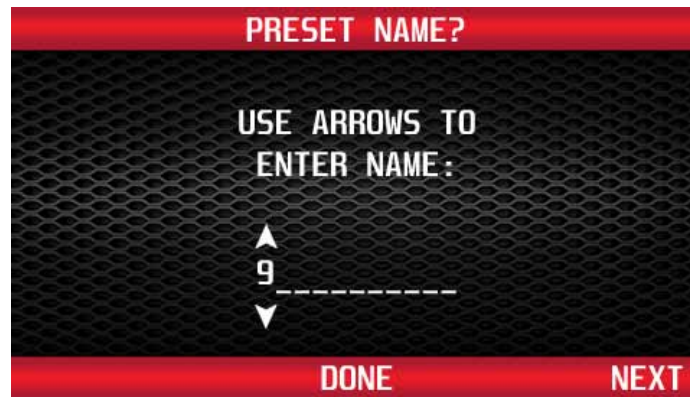 PRESET NAME?
USE ARROWS TO
ENTER NAME:
9__________
DONE NEXT